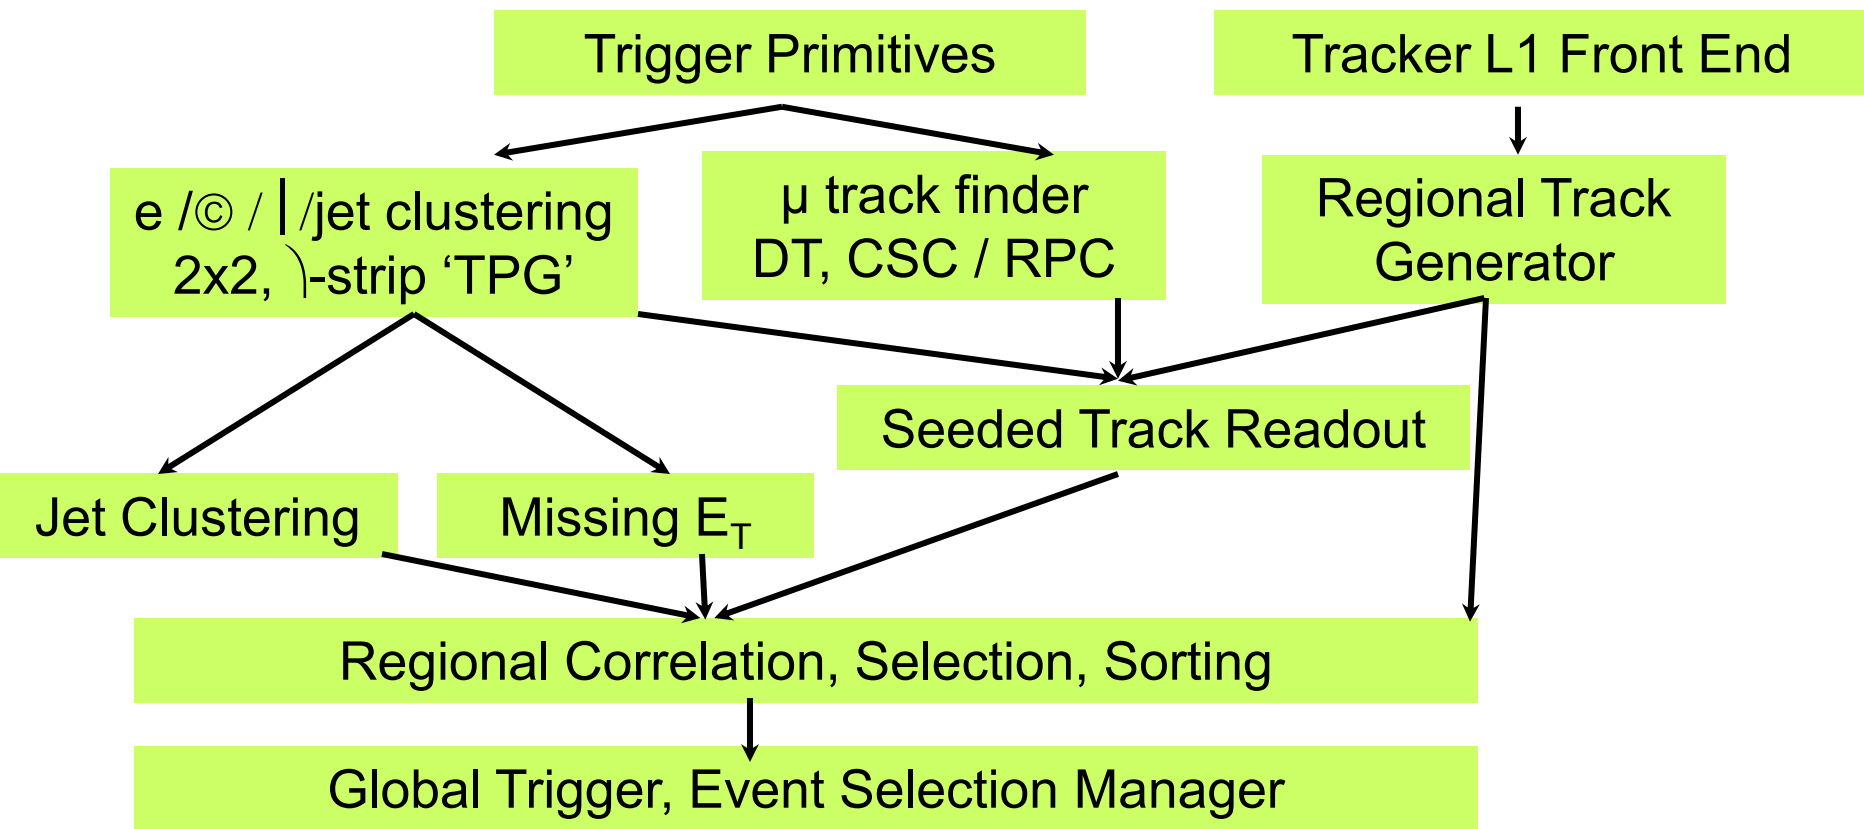 Trigger Primitives
Tracker L1 Front End
e /© / ⎜ /jet clustering
2x2, ⎞-strip ‘TPG’
μ track finder
DT, CSC / RPC
Regional Track
Generator
Seeded Track Readout
Jet Clustering
Missing E_T
Regional Correlation, Selection, Sorting
Global Trigger, Event Selection Manager